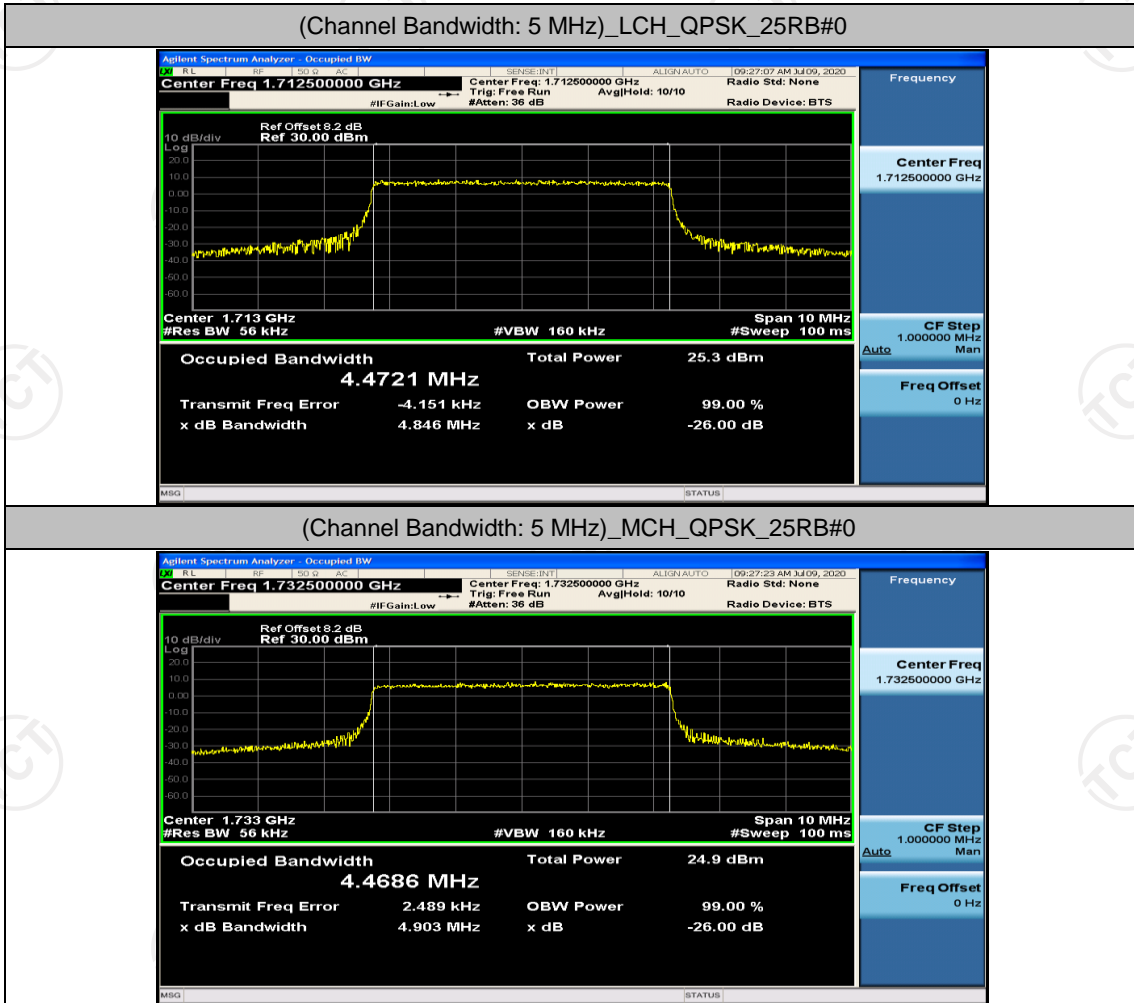 (Channel Bandwidth: 5 MHz)_LCH_QPSK_25RB#0
Agilent Spectrum Analyzer - Occupied BW
LXI RL RF 50 Ω AC SENSE:INT ALIGN AUTO 09:27:07 AM Jul 09, 2020
Center Freq 1.712500000 GHz
Center Freq: 1.712500000 GHz Radio Std: None
Trig: Free Run Avg|Hold: 10/10
#IFGain:Low #Atten: 36 dB Radio Device: BTS
Frequency
Ref Offset 8.2 dB
10 dB/div Ref 30.00 dBm
Log
20.0
10.0
0.00
-10.0
-20.0
-30.0
-40.0
-50.0
-60.0
Center Freq
1.712500000 GHz
Center 1.713 GHz Span 10 MHz
#Res BW 56 kHz #VBW 160 kHz #Sweep 100 ms
CF Step
1.000000 MHz
Auto Man
Freq Offset
0 Hz
Occupied Bandwidth Total Power 25.3 dBm
4.4721 MHz
Transmit Freq Error -4.151 kHz OBW Power 99.00 %
x dB Bandwidth 4.846 MHz x dB -26.00 dB
MSG STATUS
(Channel Bandwidth: 5 MHz)_MCH_QPSK_25RB#0
Agilent Spectrum Analyzer - Occupied BW
LXI RL RF 50 Ω AC SENSE:INT ALIGN AUTO 09:27:23 AM Jul 09, 2020
Center Freq 1.732500000 GHz
Center Freq: 1.732500000 GHz Radio Std: None
Trig: Free Run Avg|Hold: 10/10
#IFGain:Low #Atten: 36 dB Radio Device: BTS
Frequency
Ref Offset 8.2 dB
10 dB/div Ref 30.00 dBm
Log
20.0
10.0
0.00
-10.0
-20.0
-30.0
-40.0
-50.0
-60.0
Center Freq
1.732500000 GHz
Center 1.733 GHz Span 10 MHz
#Res BW 56 kHz #VBW 160 kHz #Sweep 100 ms
CF Step
1.000000 MHz
Auto Man
Freq Offset
0 Hz
Occupied Bandwidth Total Power 24.9 dBm
4.4686 MHz
Transmit Freq Error 2.489 kHz OBW Power 99.00 %
x dB Bandwidth 4.903 MHz x dB -26.00 dB
MSG STATUS